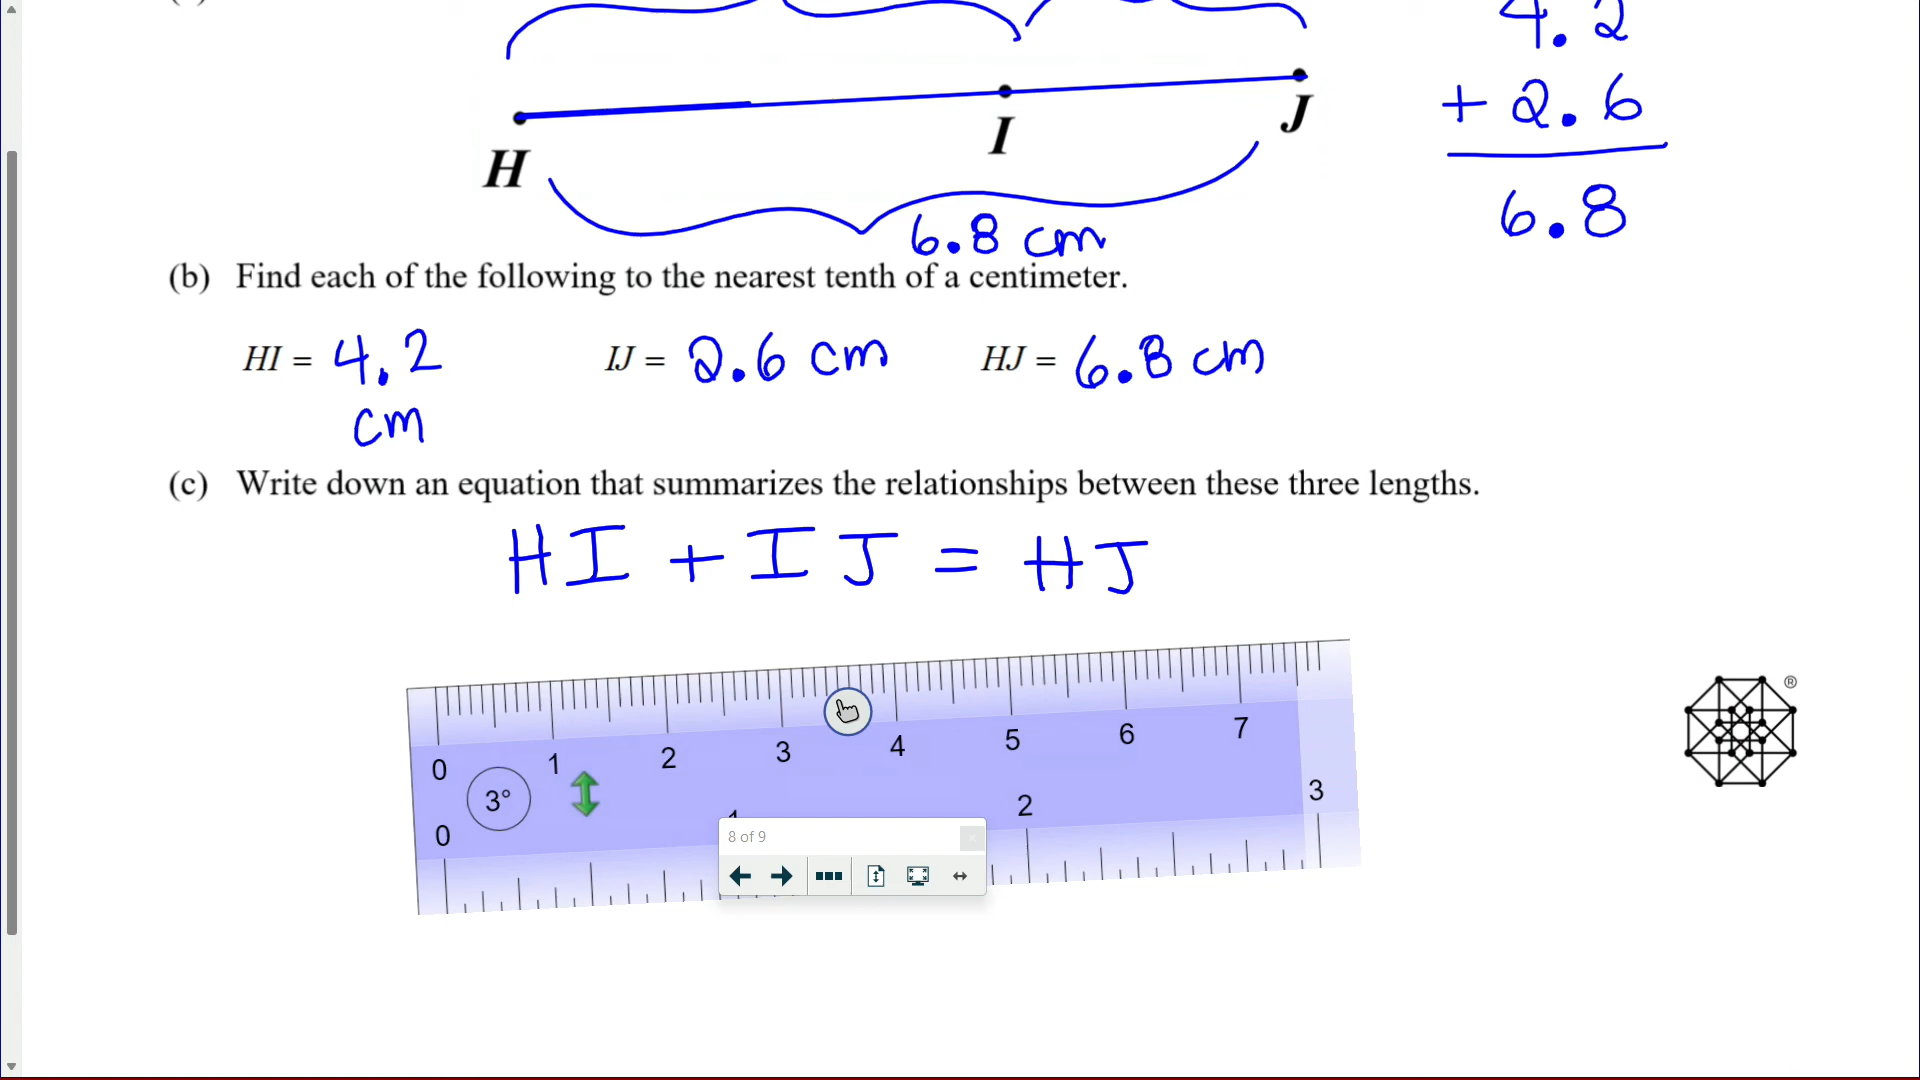 4.2
+ 2.6
6.8
H I J
6.8 cm
(b) Find each of the following to the nearest tenth of a centimeter.
HI = 4.2 cm IJ = 2.6 cm HJ = 6.8 cm
(c) Write down an equation that summarizes the relationships between these three lengths.
HI + IJ = HJ
0 1 2 3 4 5 6 7
3°
0 2 3
8 of 9
®